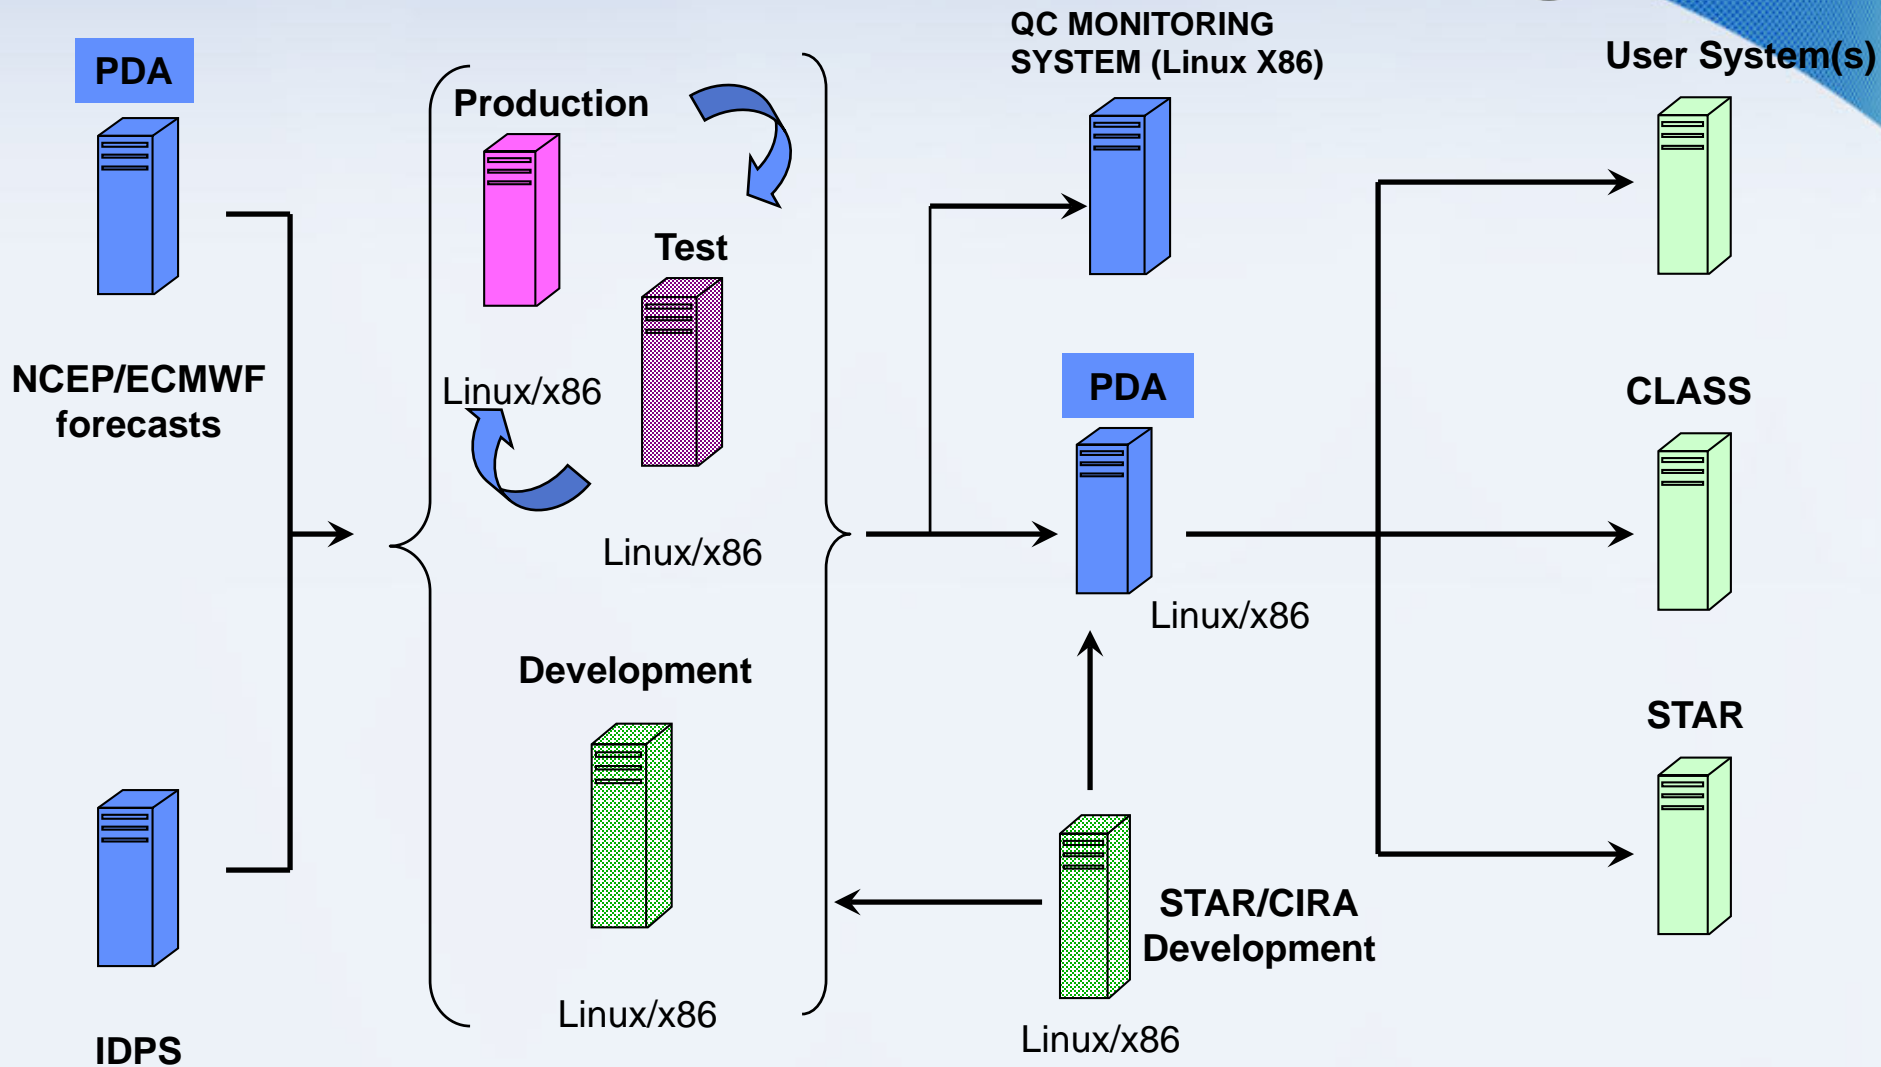 PDA
NCEP/ECMWF
forecasts
IDPS
Production
Linux/x86
Test
Linux/x86
Development
Linux/x86
QC MONITORING
SYSTEM (Linux X86)
PDA
Linux/x86
STAR/CIRA
Development
Linux/x86
User System(s)
CLASS
STAR